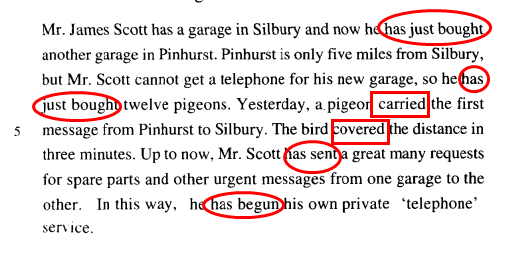 Mr. James Scott has a garage in Silbury and now he has just bought
another garage in Pinhurst. Pinhurst is only five miles from Silbury,
but Mr. Scott cannot get a telephone for his new garage, so he has
just bought twelve pigeons. Yesterday, a pigeon carried the first
5 message from Pinhurst to Silbury. The bird covered the distance in
three minutes. Up to now, Mr. Scott has sent a great many requests
for spare parts and other urgent messages from one garage to the
other. In this way, he has begun his own private 'telephone'
service.